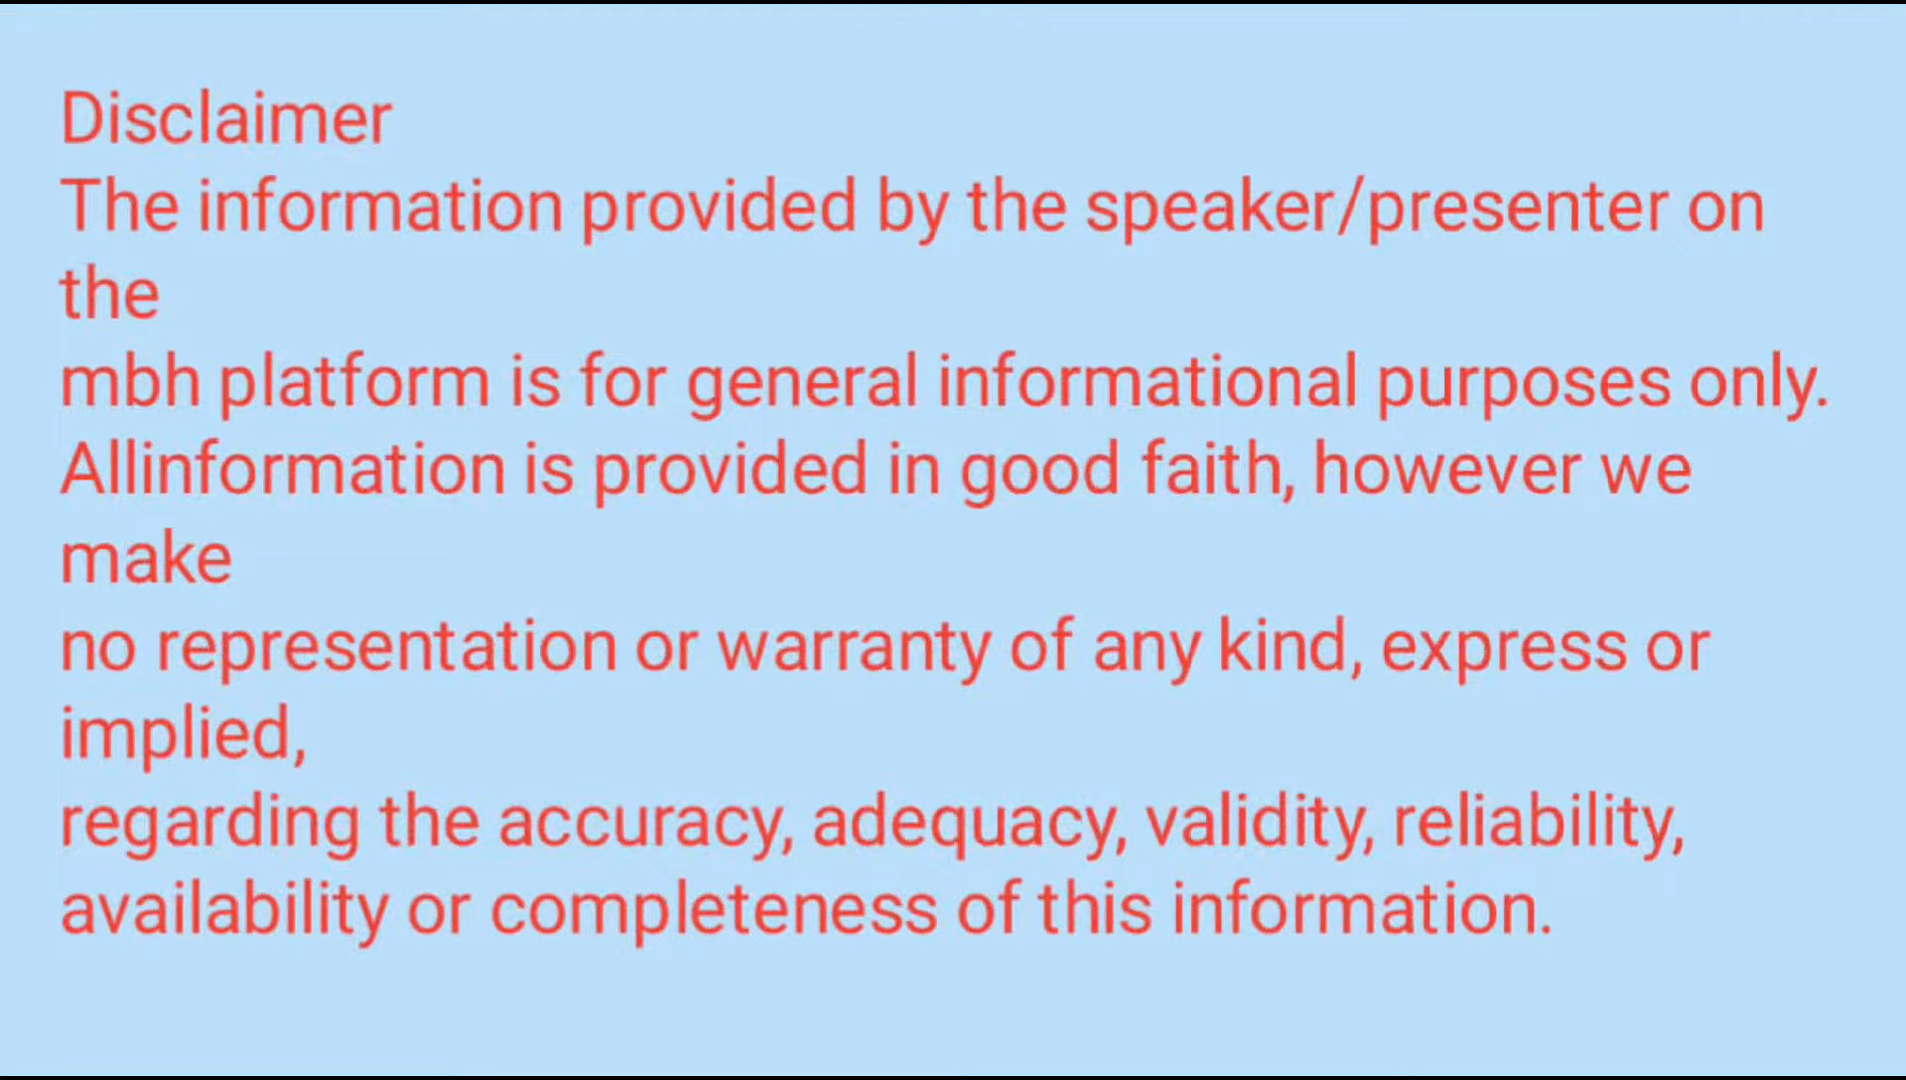 Disclaimer
The information provided by the speaker/presenter on
the
mbh platform is for general informational purposes only.
Allinformation is provided in good faith, however we
make
no representation or warranty of any kind, express or
implied,
regarding the accuracy, adequacy, validity, reliability,
availability or completeness of this information.